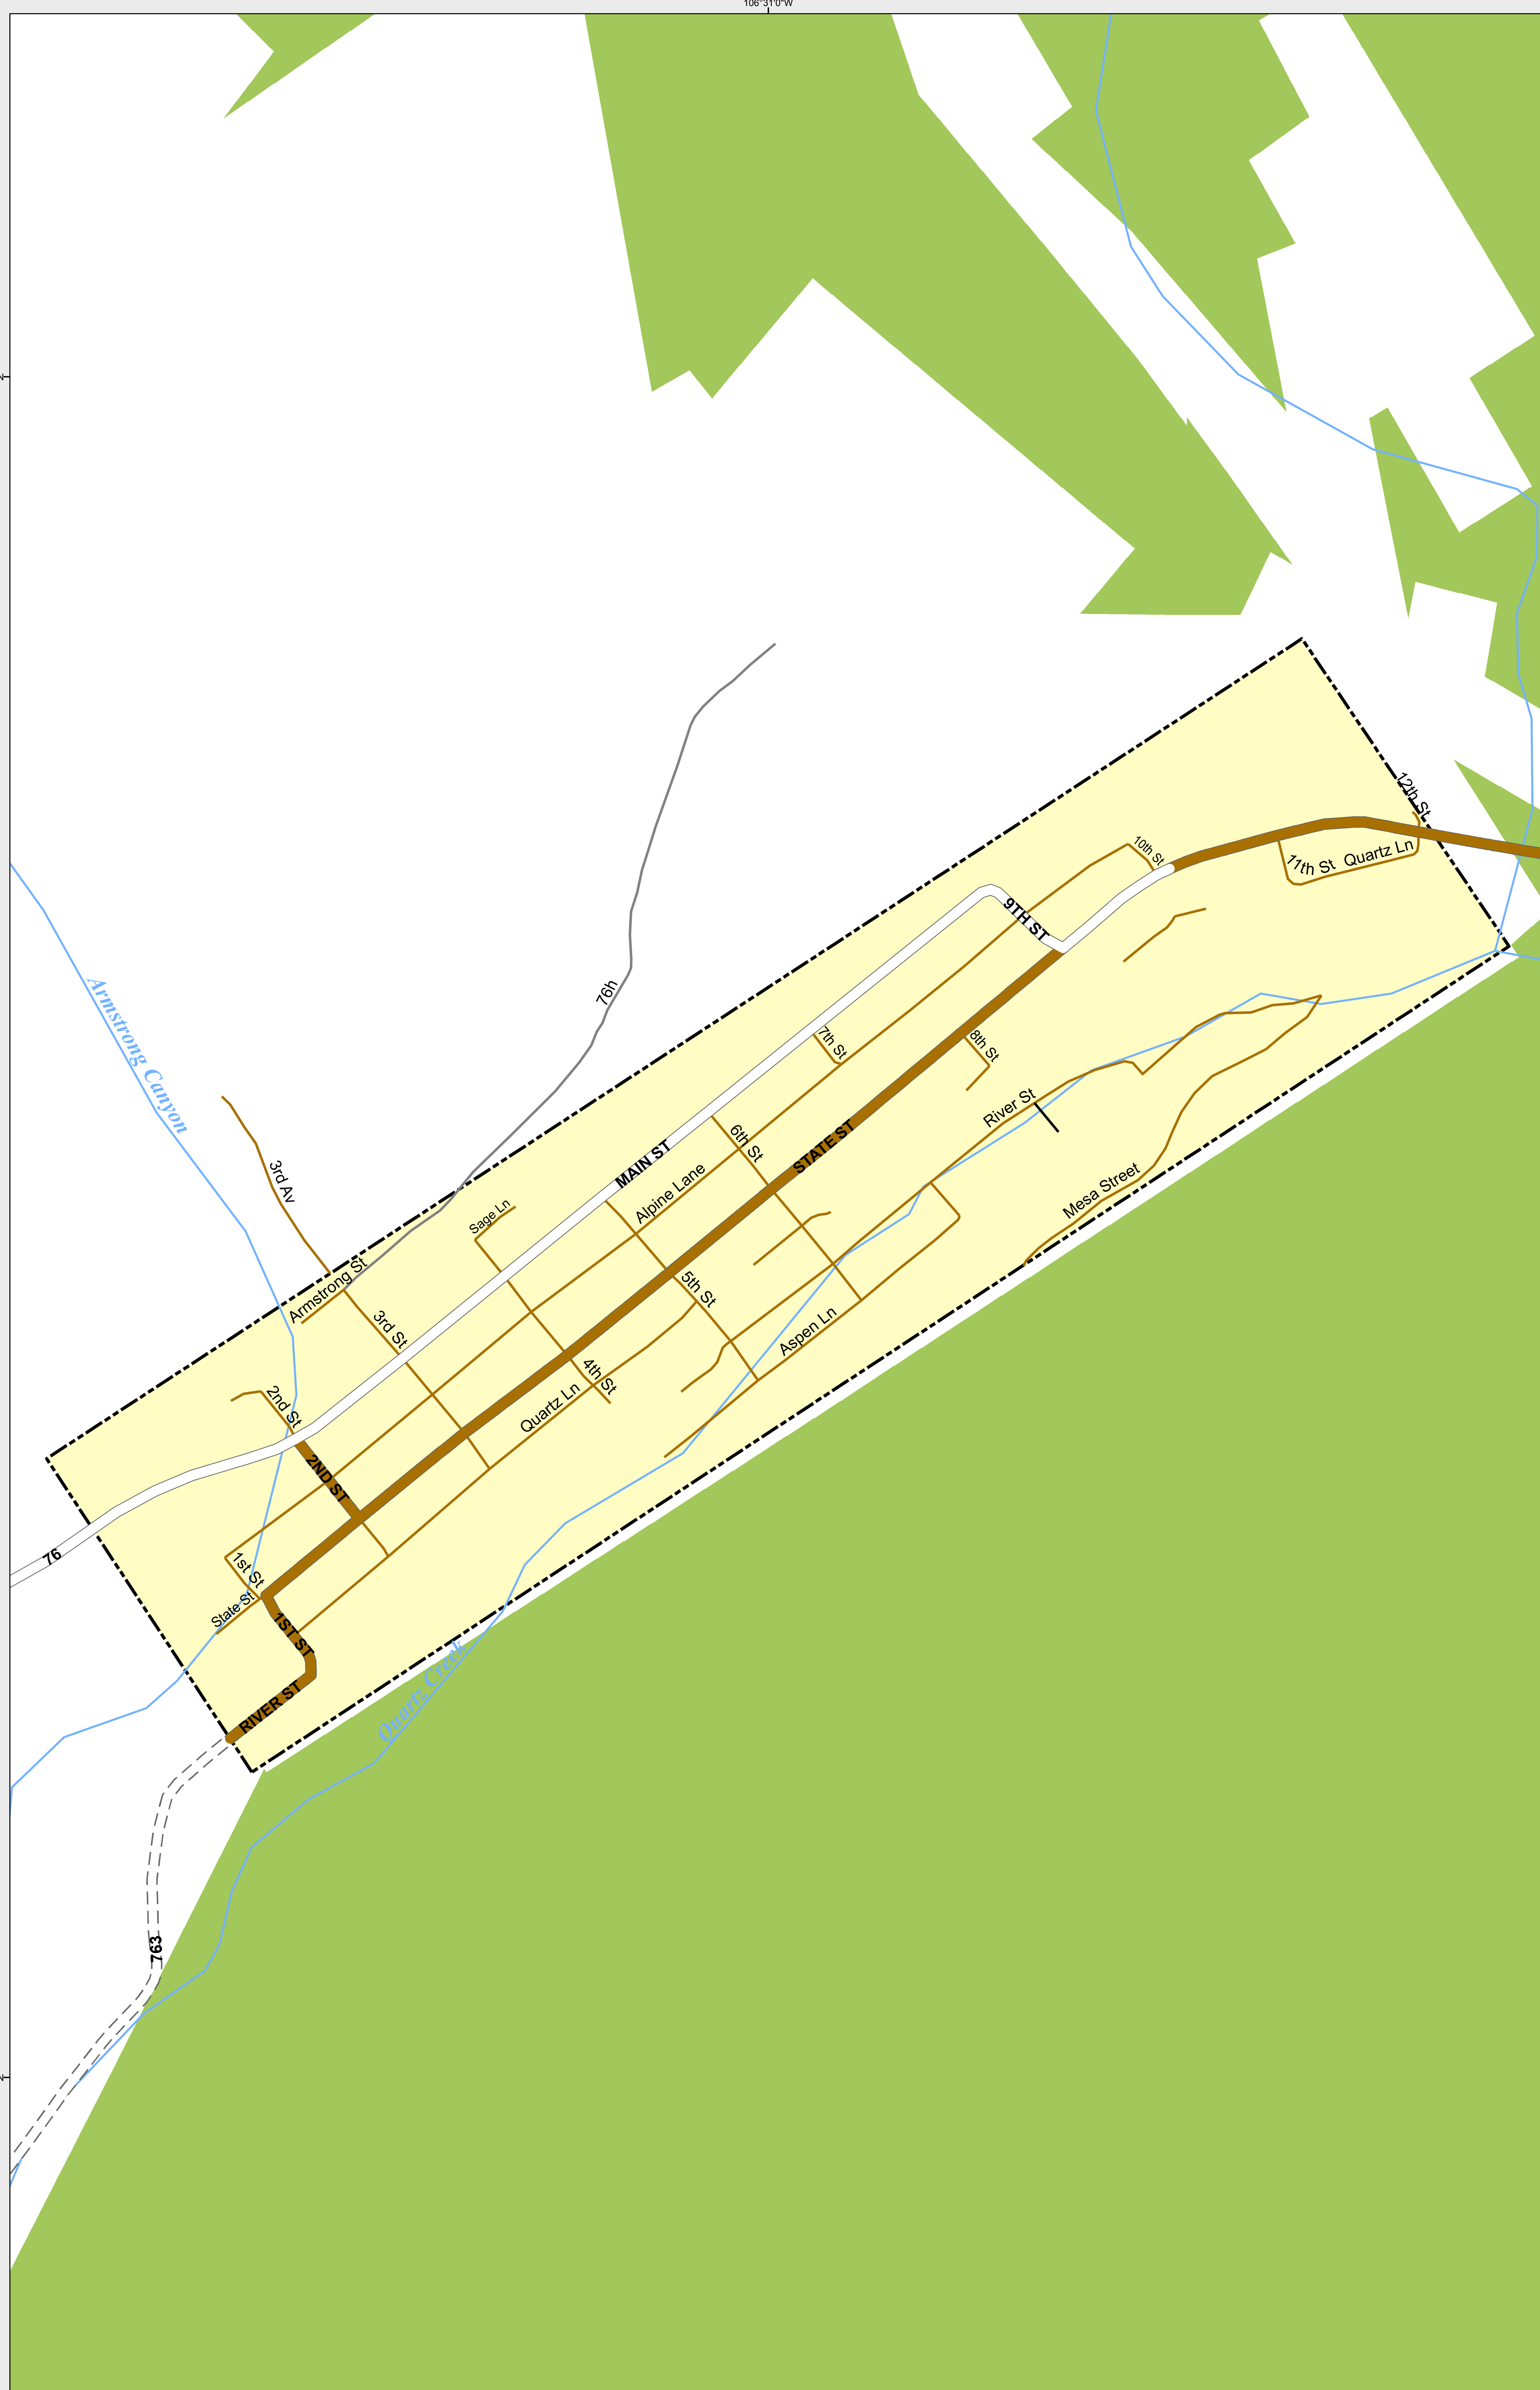 106°31'0"W
12th St
10th St
11th St
Quartz Ln
9TH ST
Armstrong Canyon
76h
7th St
8th St
River St
6th St
STATE ST
MAIN ST
3rd Av
Alpine Lane
Mesa Street
Sage Ln
Armstrong St
5th St
3rd St
Aspen Ln
4th St
2nd St
Quartz Ln
2ND ST
76
1st St
State St
1ST ST
Quartz Creek
RIVER ST
763